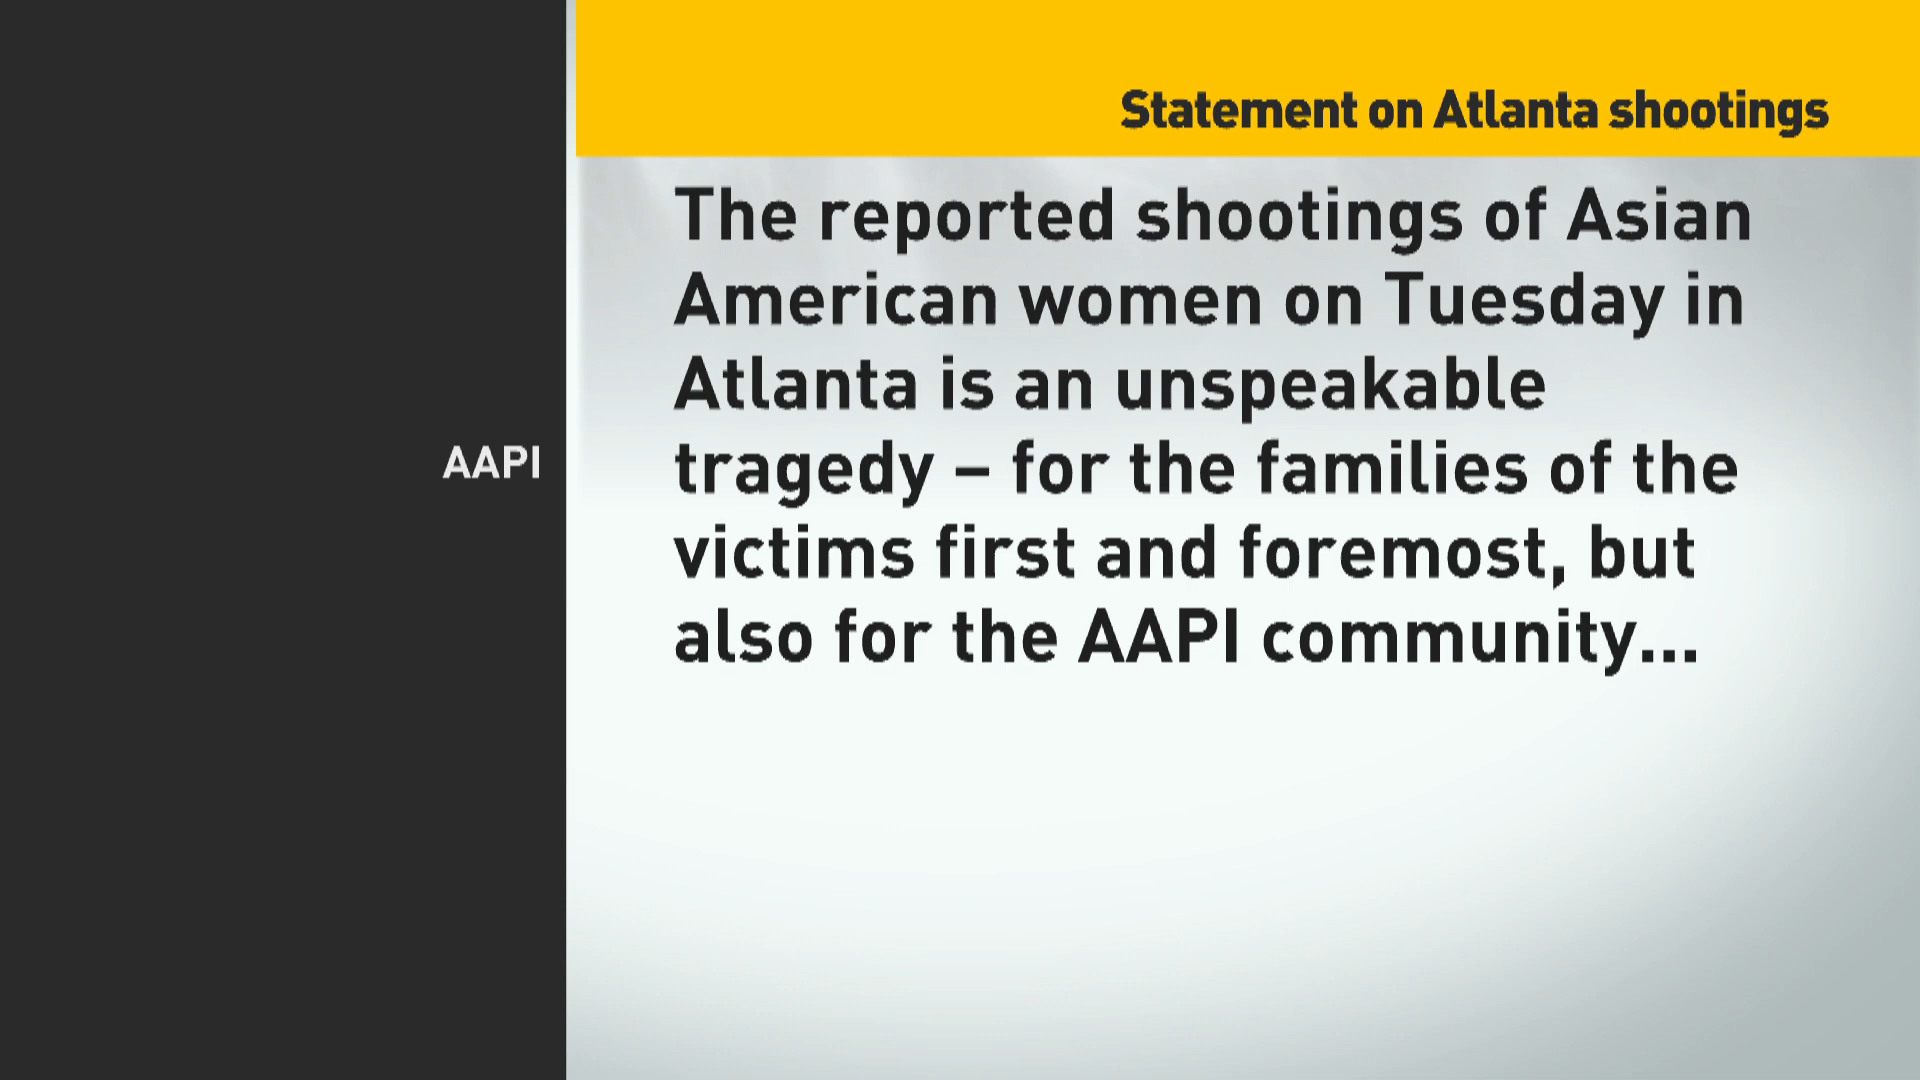 Statement on Atlanta shootings
AAPI
The reported shootings of Asian
American women on Tuesday in
Atlanta is an unspeakable
tragedy – for the families of the
victims first and foremost, but
also for the AAPI community...